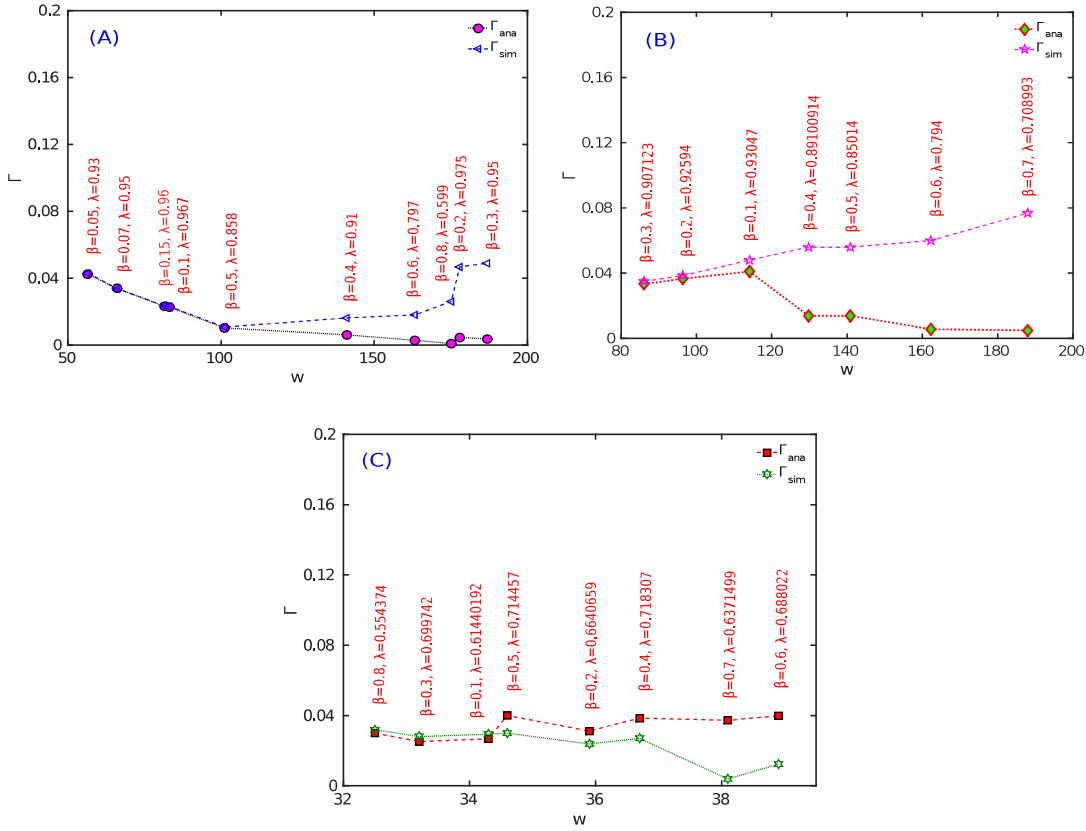 (A)
Γ
0.2
0.16
0.12
0.08
0.04
0
50
100
150
200
w
Γana
Γsim
β=0.05, λ=0.93
β=0.07, λ=0.95
β=0.15, λ=0.96
β=0.1, λ=0.967
β=0.5, λ=0.858
β=0.4, λ=0.91
β=0.6, λ=0.797
β=0.8, λ=0.599
β=0.2, λ=0.975
β=0.3, λ=0.95
(B)
Γ
0.2
0.16
0.12
0.08
0.04
0
80
100
120
140
160
180
200
w
Γana
Γsim
β=0.3, λ=0.907123
β=0.2, λ=0.92594
β=0.1, λ=0.93047
β=0.4, λ=0.89100914
β=0.5, λ=0.85014
β=0.6, λ=0.794
β=0.7, λ=0.708993
(C)
Γ
0.2
0.16
0.12
0.08
0.04
0
32
34
36
38
w
Γana
Γsim
β=0.8, λ=0.554374
β=0.3, λ=0.699742
β=0.1, λ=0.61440192
β=0.5, λ=0.714457
β=0.2, λ=0.6640659
β=0.4, λ=0.718307
β=0.7, λ=0.6371499
β=0.6, λ=0.688022